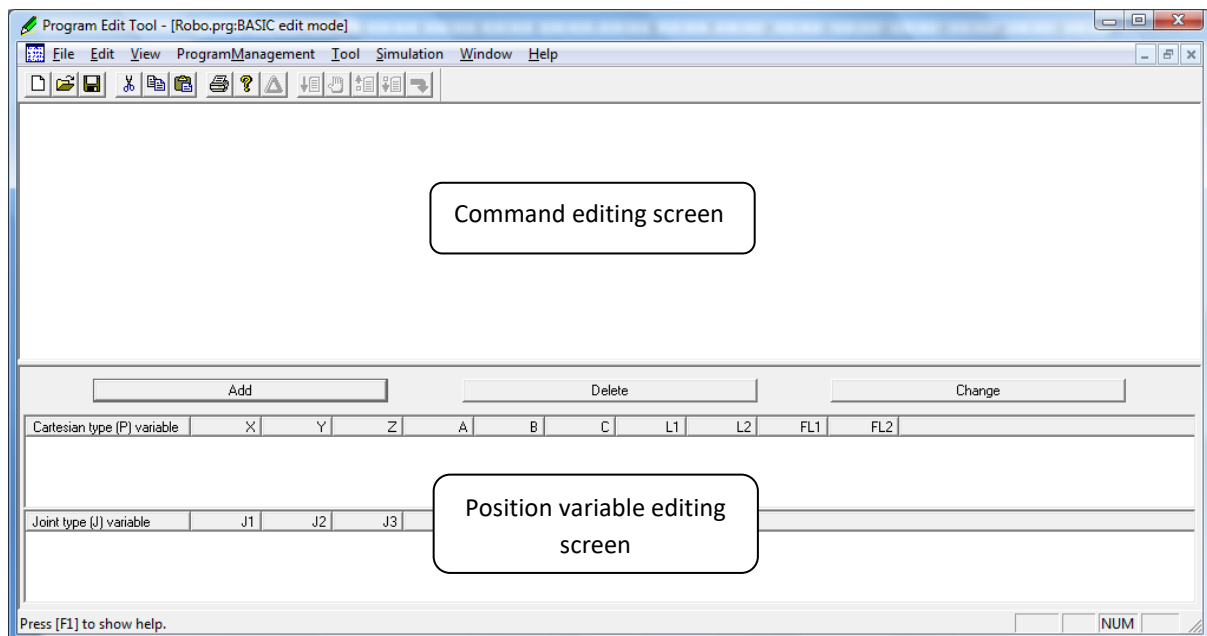 Program Edit Tool - [Robo.prg:BASIC edit mode]
File Edit View ProgramManagement Tool Simulation Window Help
Command editing screen
Add Delete Change
Cartesian type (P) variable X Y Z A B C L1 L2 FL1 FL2
Position variable editing
screen
Joint type (J) variable J1 J2 J3
Press [F1] to show help. NUM